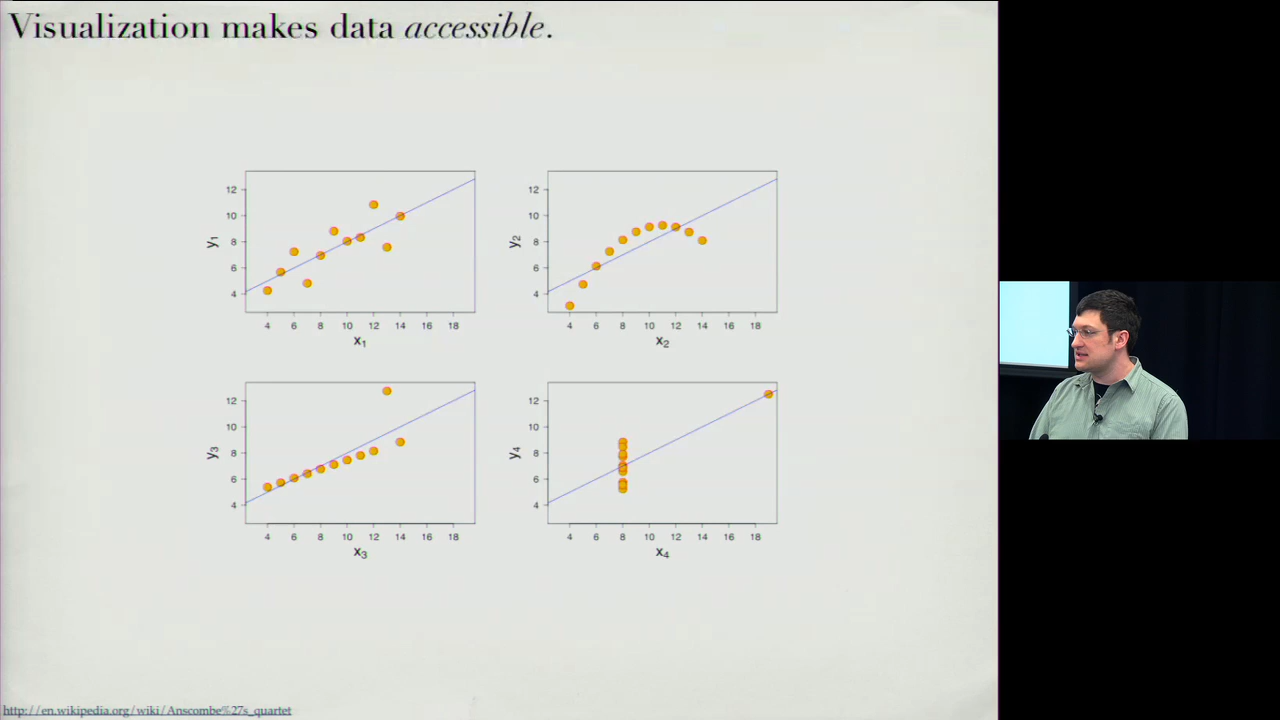 Visualization makes data accessible.
12
10
8
6
4
y1
4 6 8 10 12 14 16 18
x1
12
10
8
6
4
y2
4 6 8 10 12 14 16 18
x2
12
10
8
6
4
y3
4 6 8 10 12 14 16 18
x3
12
10
8
6
4
y4
4 6 8 10 12 14 16 18
x4
http://en.wikipedia.org/wiki/Anscombe%27s_quartet